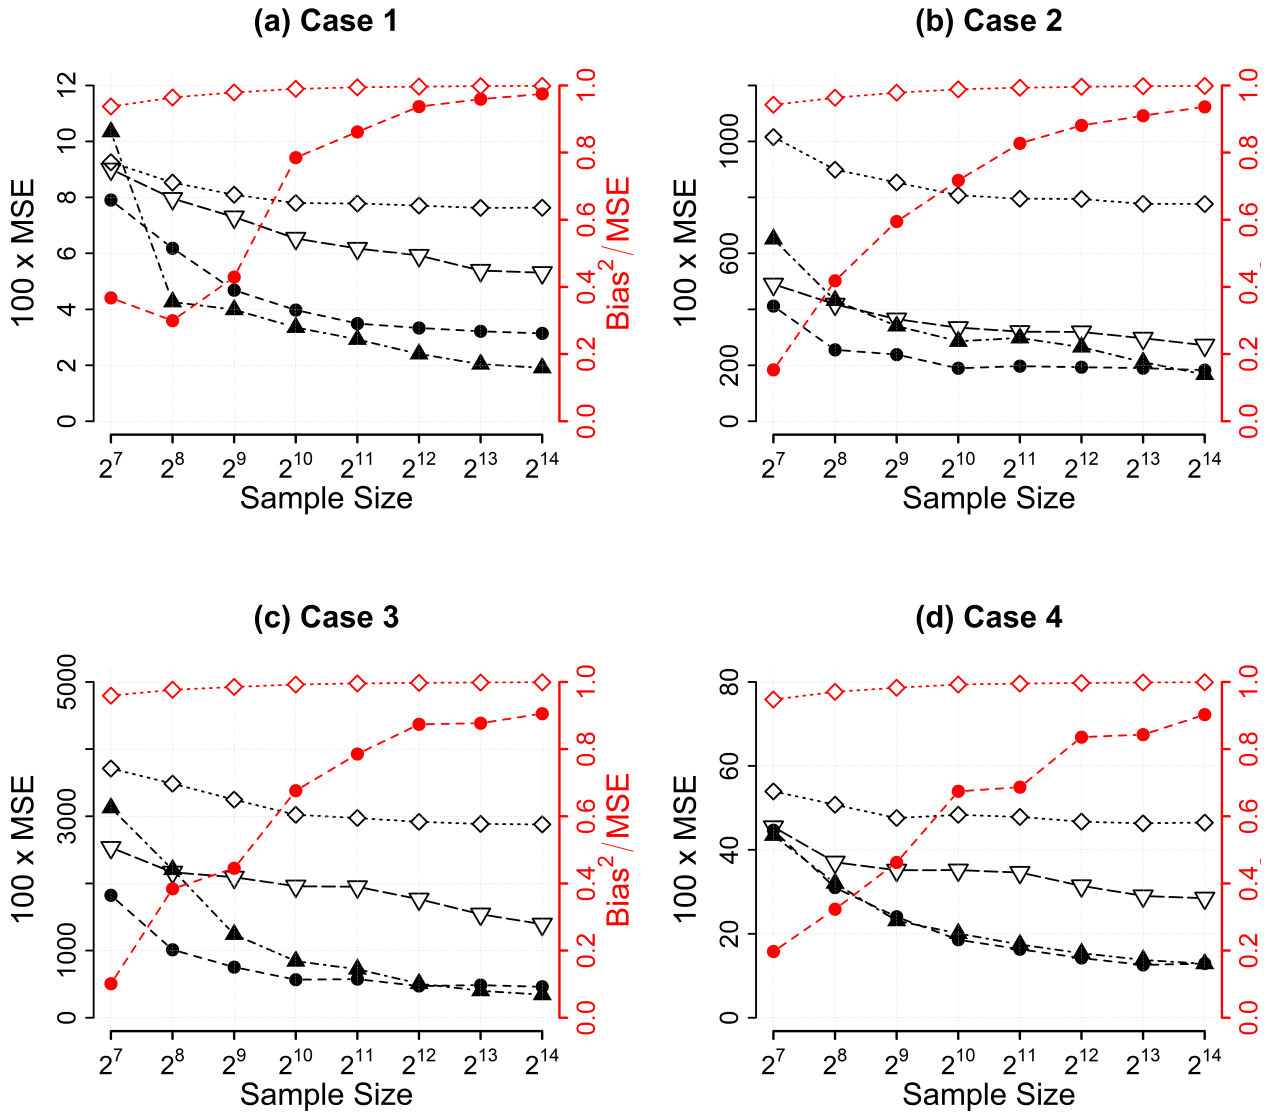 (a) Case 1
100 x MSE
0 2 4 6 8 10 12
0.0 0.2 0.4 0.6 0.8 1.0
Bias² / MSE
2⁷ 2⁸ 2⁹ 2¹⁰ 2¹¹ 2¹² 2¹³ 2¹⁴
Sample Size
(b) Case 2
100 x MSE
0 200 600 1000
0.0 0.2 0.4 0.6 0.8 1.0
2⁷ 2⁸ 2⁹ 2¹⁰ 2¹¹ 2¹² 2¹³ 2¹⁴
Sample Size
(c) Case 3
100 x MSE
0 1000 3000 5000
0.0 0.2 0.4 0.6 0.8 1.0
Bias² / MSE
2⁷ 2⁸ 2⁹ 2¹⁰ 2¹¹ 2¹² 2¹³ 2¹⁴
Sample Size
(d) Case 4
100 x MSE
0 20 40 60 80
0.0 0.2 0.4 0.6 0.8 1.0
2⁷ 2⁸ 2⁹ 2¹⁰ 2¹¹ 2¹² 2¹³ 2¹⁴
Sample Size